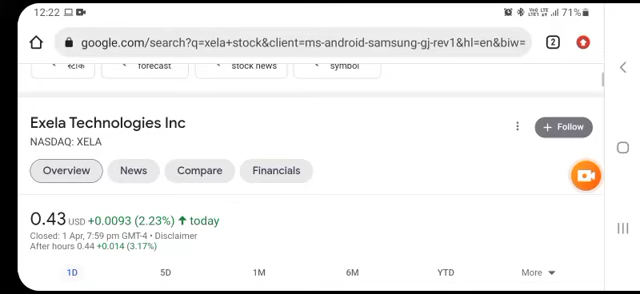 12:22
VoD LTE 71%
google.com/search?q=xela+stock&client=ms-android-samsung-gj-rev1&hl=en&biw=
2
forecast
stock news
symbol
Exela Technologies Inc
NASDAQ: XELA
+ Follow
Overview
News
Compare
Financials
0.43 USD +0.0093 (2.23%) ↑ today
Closed: 1 Apr, 7:59 pm GMT-4 • Disclaimer
After hours 0.44 +0.014 (3.17%)
1D 5D 1M 6M YTD More